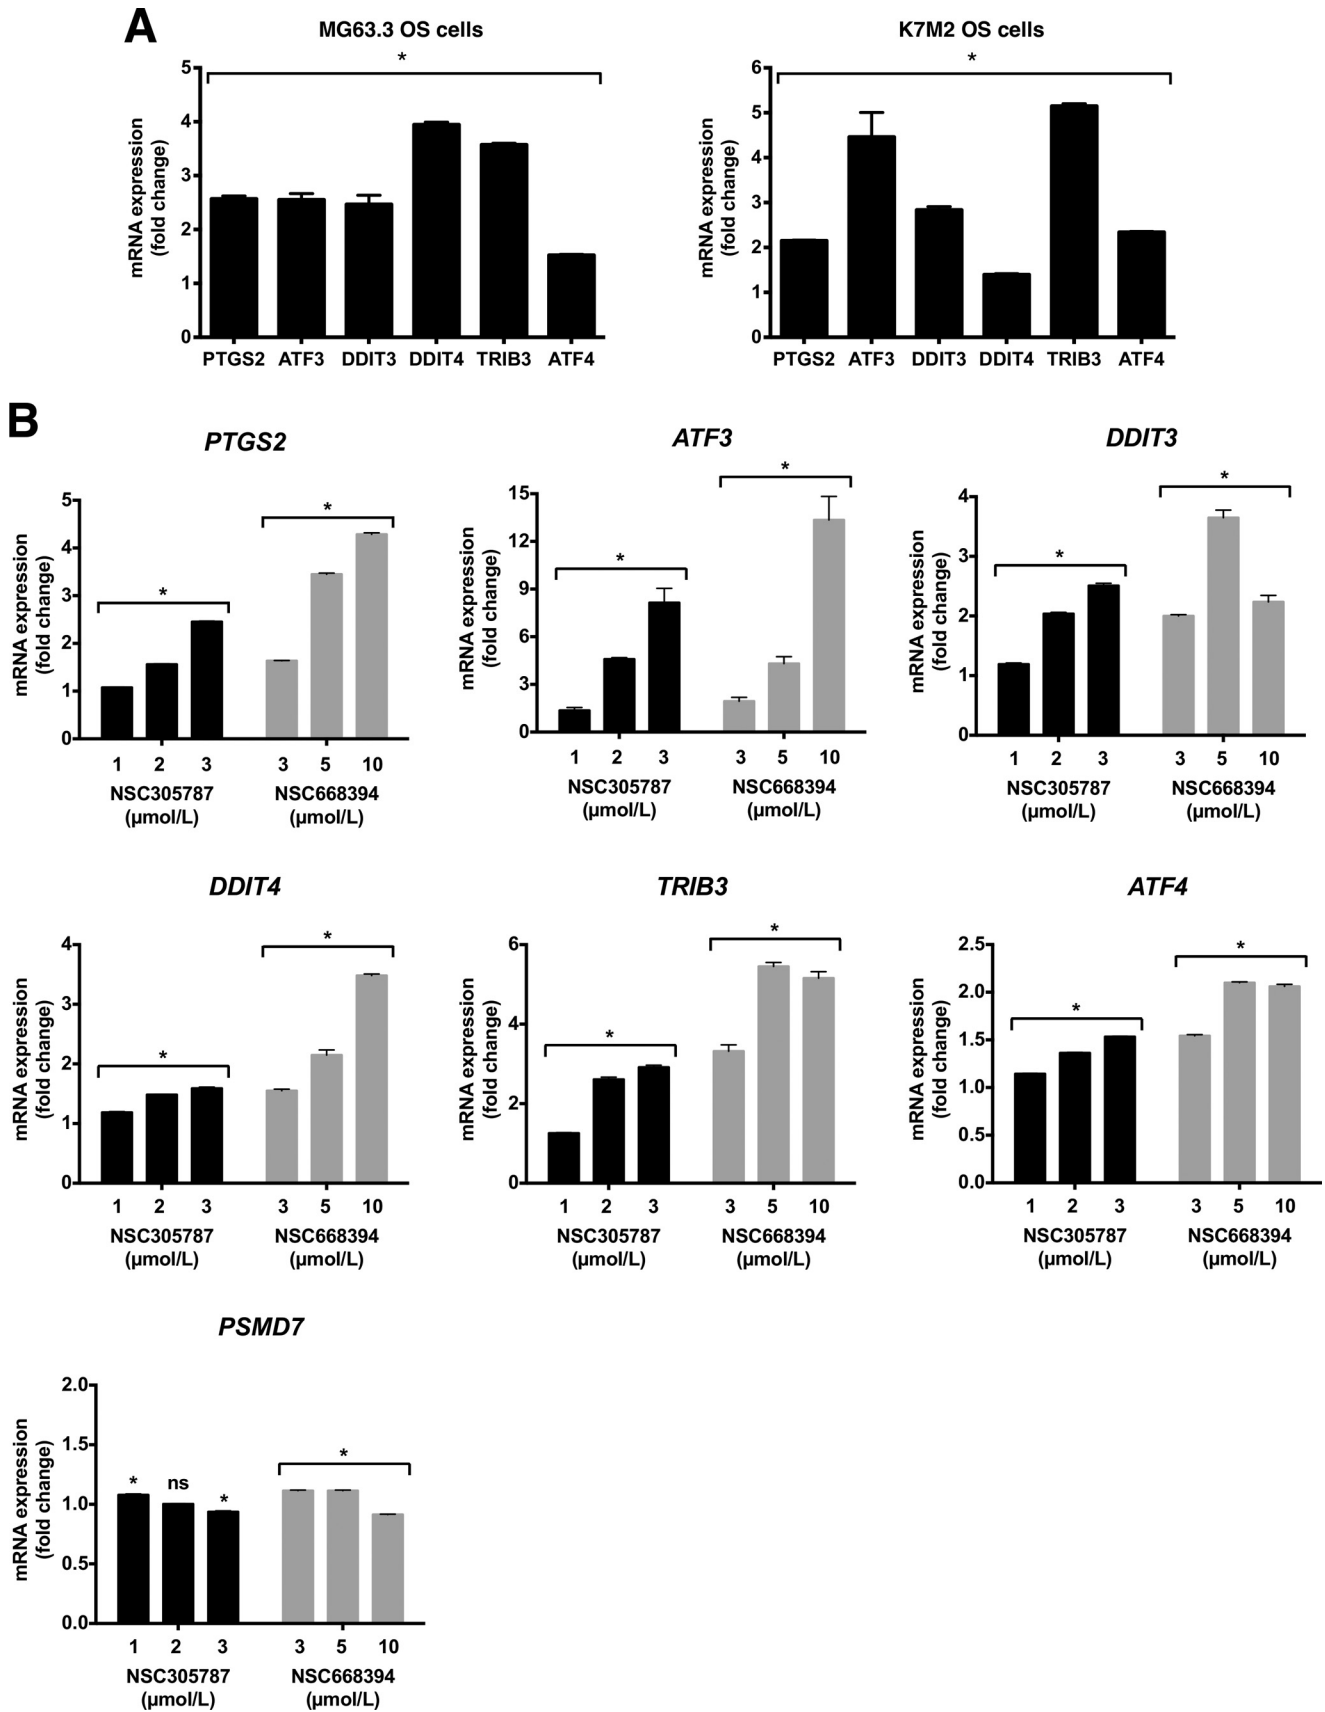 A
MG63.3 OS cells
K7M2 OS cells
*
*
mRNA expression
(fold change)
5
4
3
2
1
0
PTGS2 ATF3 DDIT3 DDIT4 TRIB3 ATF4
mRNA expression
(fold change)
6
5
4
3
2
1
0
PTGS2 ATF3 DDIT3 DDIT4 TRIB3 ATF4
B
PTGS2
*
*
mRNA expression
(fold change)
5
4
3
2
1
0
1 2 3 3 5 10
NSC305787 NSC668394
(µmol/L) (µmol/L)
ATF3
*
*
mRNA expression
(fold change)
15
12
9
6
3
0
1 2 3 3 5 10
NSC305787 NSC668394
(µmol/L) (µmol/L)
DDIT3
*
*
mRNA expression
(fold change)
4
3
2
1
0
1 2 3 3 5 10
NSC305787 NSC668394
(µmol/L) (µmol/L)
DDIT4
*
*
mRNA expression
(fold change)
4
3
2
1
0
1 2 3 3 5 10
NSC305787 NSC668394
(µmol/L) (µmol/L)
TRIB3
*
*
mRNA expression
(fold change)
6
4
2
0
1 2 3 3 5 10
NSC305787 NSC668394
(µmol/L) (µmol/L)
ATF4
*
*
mRNA expression
(fold change)
2.5
2.0
1.5
1.0
0.5
0.0
1 2 3 3 5 10
NSC305787 NSC668394
(µmol/L) (µmol/L)
PSMD7
* ns * *
mRNA expression
(fold change)
2.0
1.5
1.0
0.5
0.0
1 2 3 3 5 10
NSC305787 NSC668394
(µmol/L) (µmol/L)